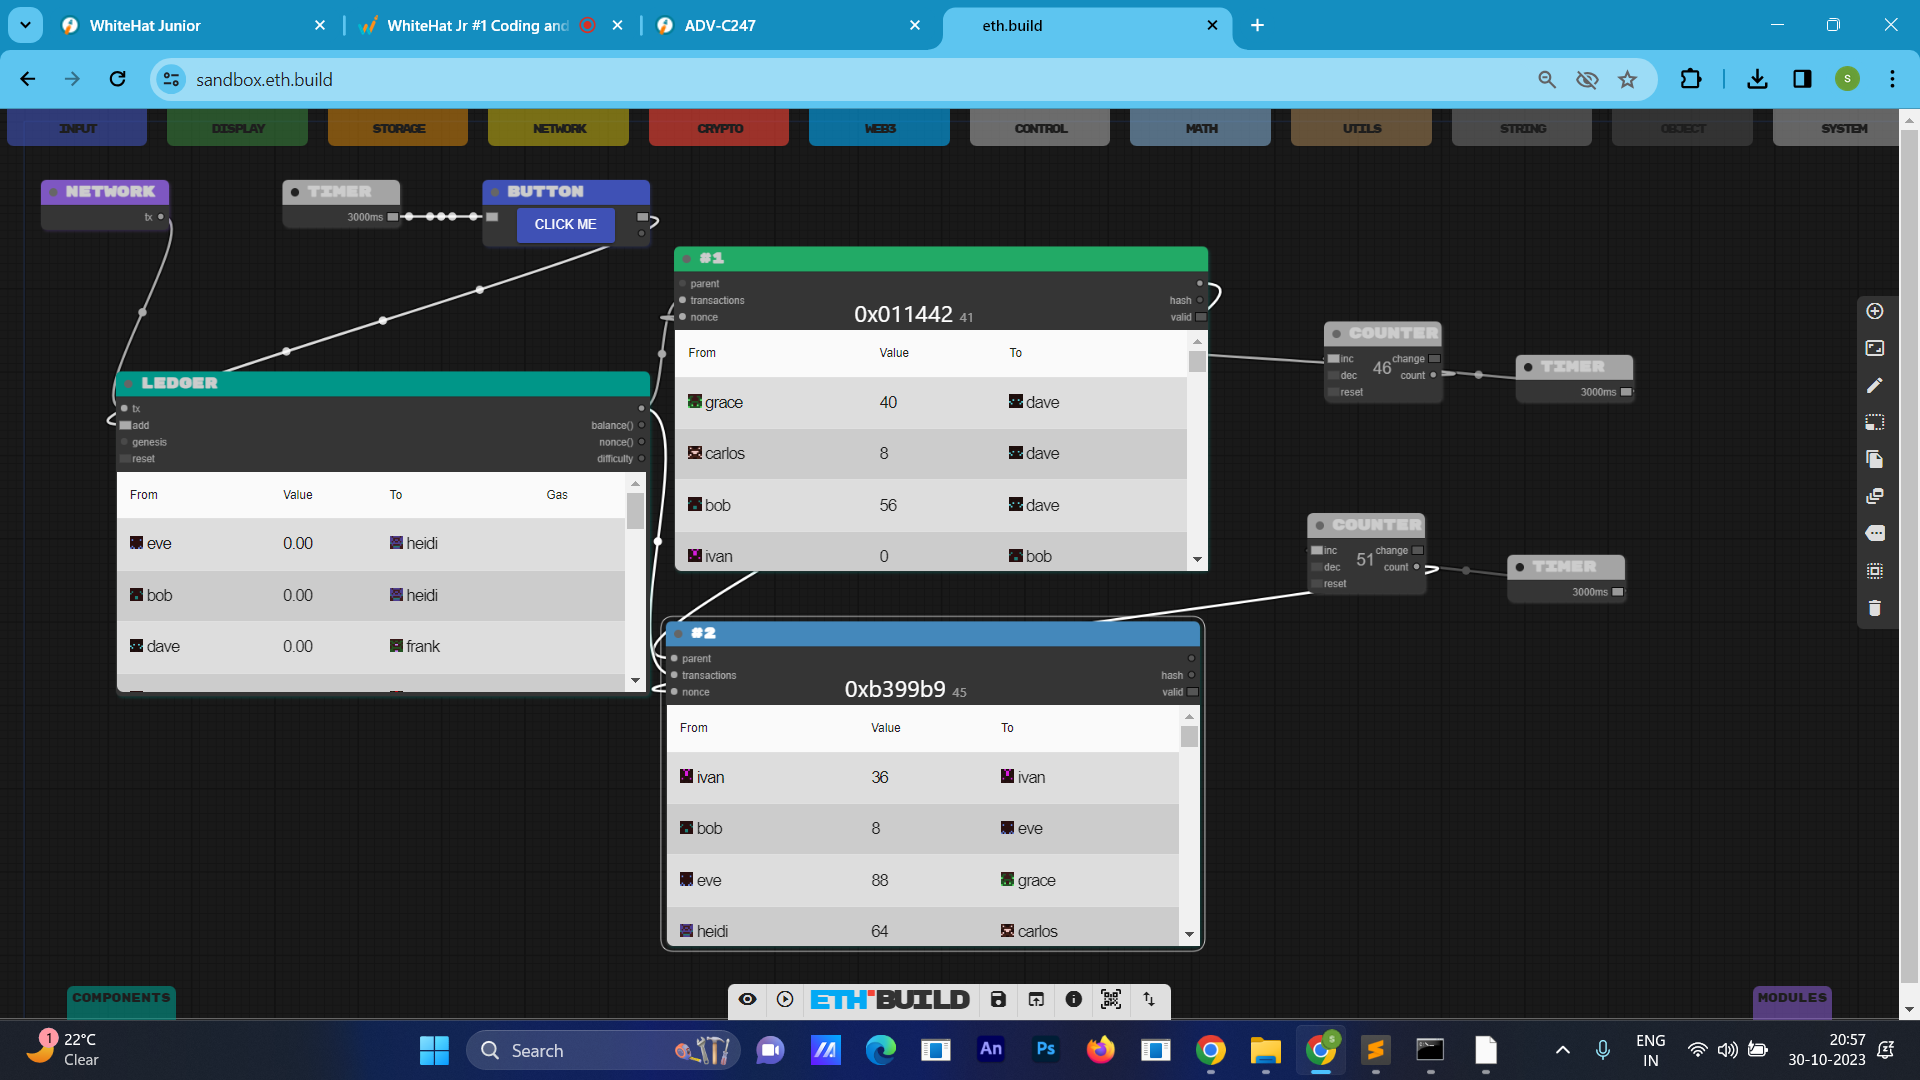 WhiteHat Junior
WhiteHat Jr #1 Coding and
ADV-C247
eth.build
sandbox.eth.build
S
INPUT
DISPLAY
STORAGE
NETWORK
CRYPTO
WEB3
CONTROL
MATH
UTILS
STRING
OBJECT
SYSTEM
NETWORK
tx
TIMER
3000ms
BUTTON
CLICK ME
#1
parent
transactions
hash
nonce
0x011442 41
valid
From Value To
grace 40 dave
carlos 8 dave
bob 56 dave
ivan 0 bob
COUNTER
inc change
46
dec count
reset
TIMER
3000ms
LEDGER
tx
add balance()
genesis nonce()
reset difficulty
From Value To Gas
eve 0.00 heidi
bob 0.00 heidi
dave 0.00 frank
COUNTER
inc change
51
dec count
reset
TIMER
3000ms
#2
parent
transactions hash
nonce
0xb399b9 45
valid
From Value To
ivan 36 ivan
bob 8 eve
eve 88 grace
heidi 64 carlos
COMPONENTS
ETH.BUILD
MODULES
1
22°C
Clear
Search
An
Ps
S
ENG
IN
20:57
30-10-2023